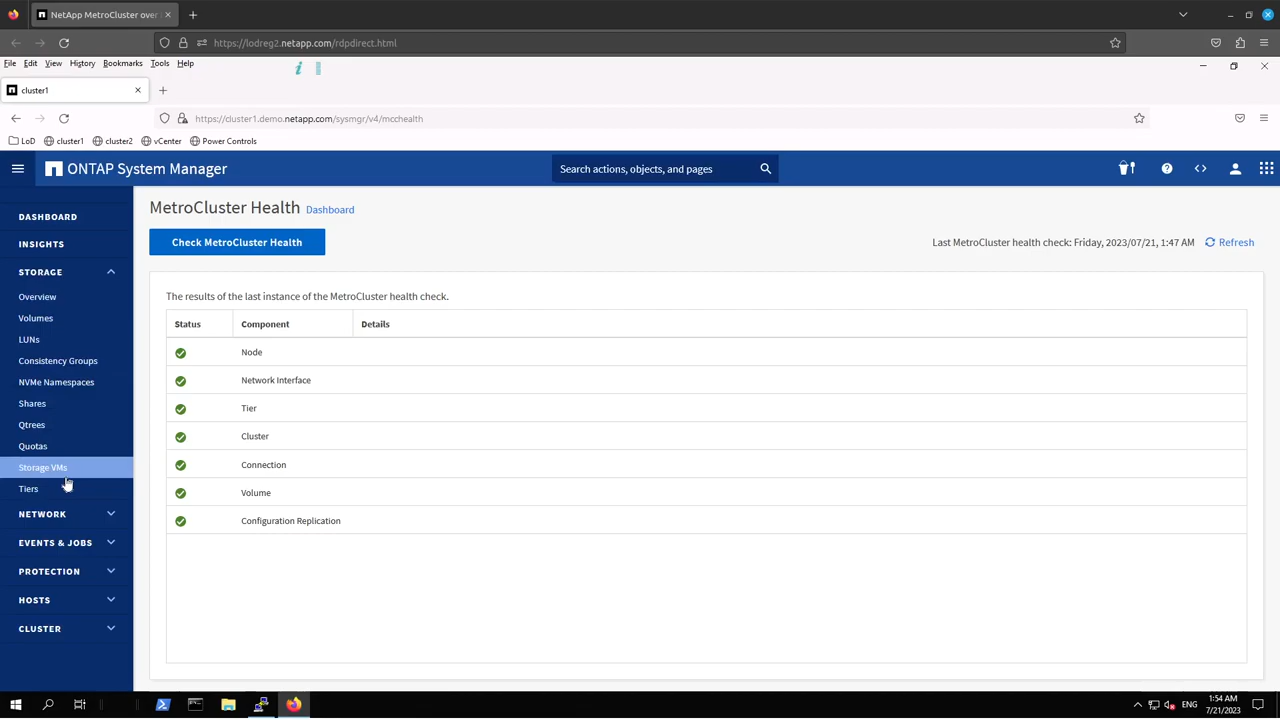 NetApp MetroCluster over
https://lodreg2.netapp.com/rdpdirect.html
File Edit View History Bookmarks Tools Help
cluster1
https://cluster1.demo.netapp.com/sysmgr/v4/mcchealth
LoD cluster1 cluster2 vCenter Power Controls
ONTAP System Manager
Search actions, objects, and pages
DASHBOARD
INSIGHTS
STORAGE
Overview
Volumes
LUNs
Consistency Groups
NVMe Namespaces
Shares
Qtrees
Quotas
Storage VMs
Tiers
NETWORK
EVENTS & JOBS
PROTECTION
HOSTS
CLUSTER
MetroCluster Health Dashboard
Check MetroCluster Health
Last MetroCluster health check: Friday, 2023/07/21, 1:47 AM Refresh
The results of the last instance of the MetroCluster health check.
Status Component Details
Node
Network Interface
Tier
Cluster
Connection
Volume
Configuration Replication
ENG
1:54 AM
7/21/2023